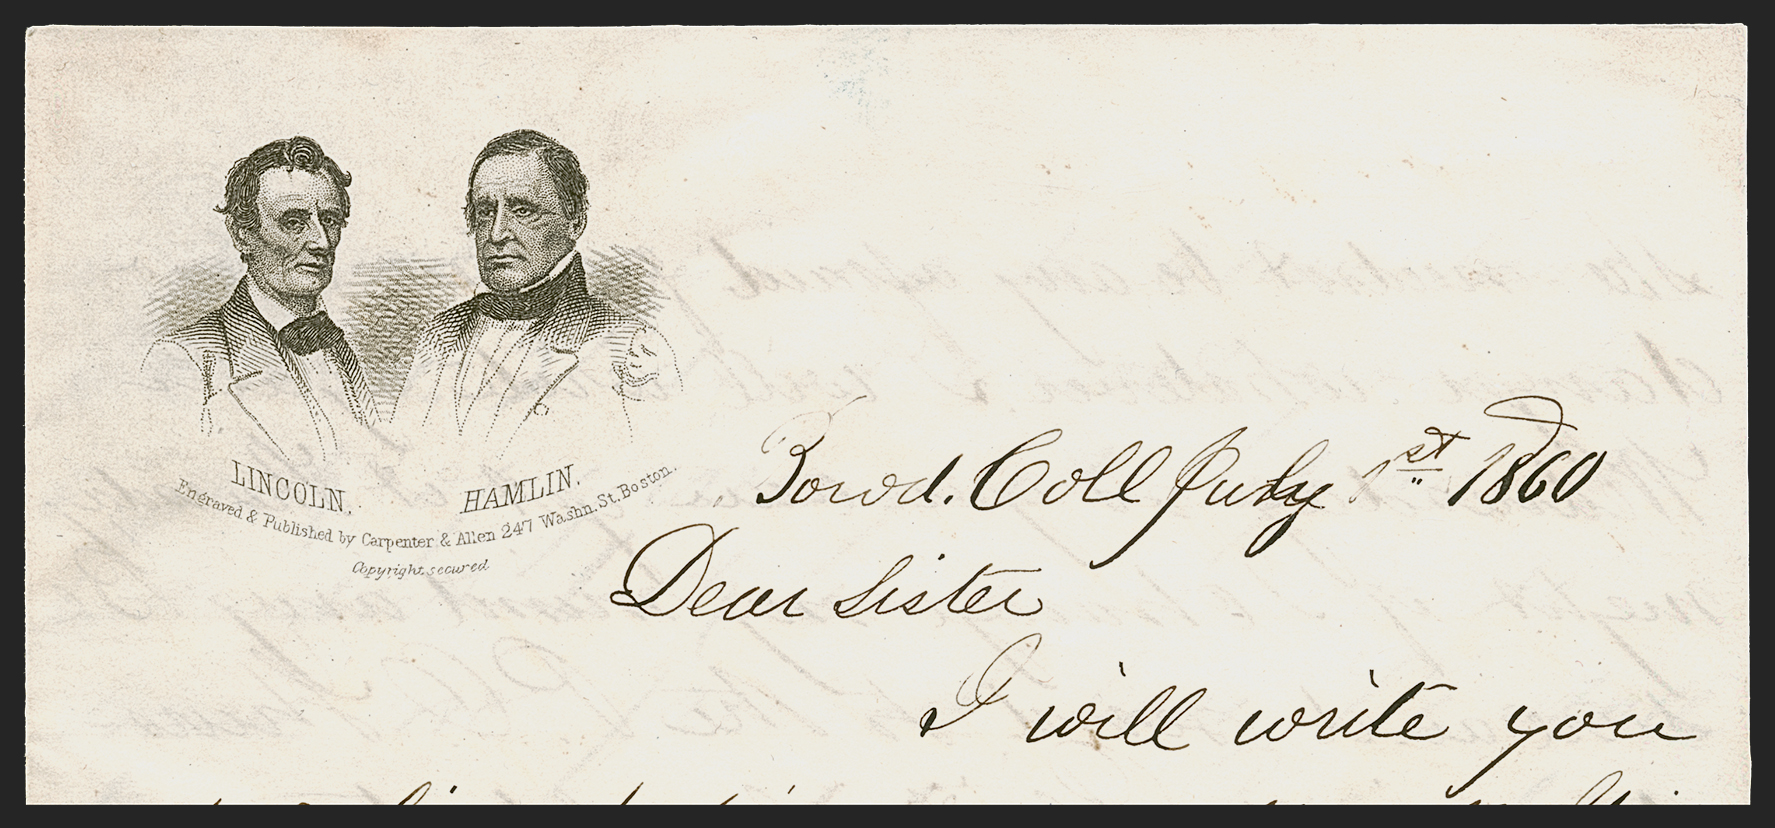 LINCOLN.
HAMLIN.
Engraved & Published by Carpenter & Allen 247 Washn. St. Boston.
Copyright secured
Bowd. Coll July 1st 1860
Dear Sister
I will write you